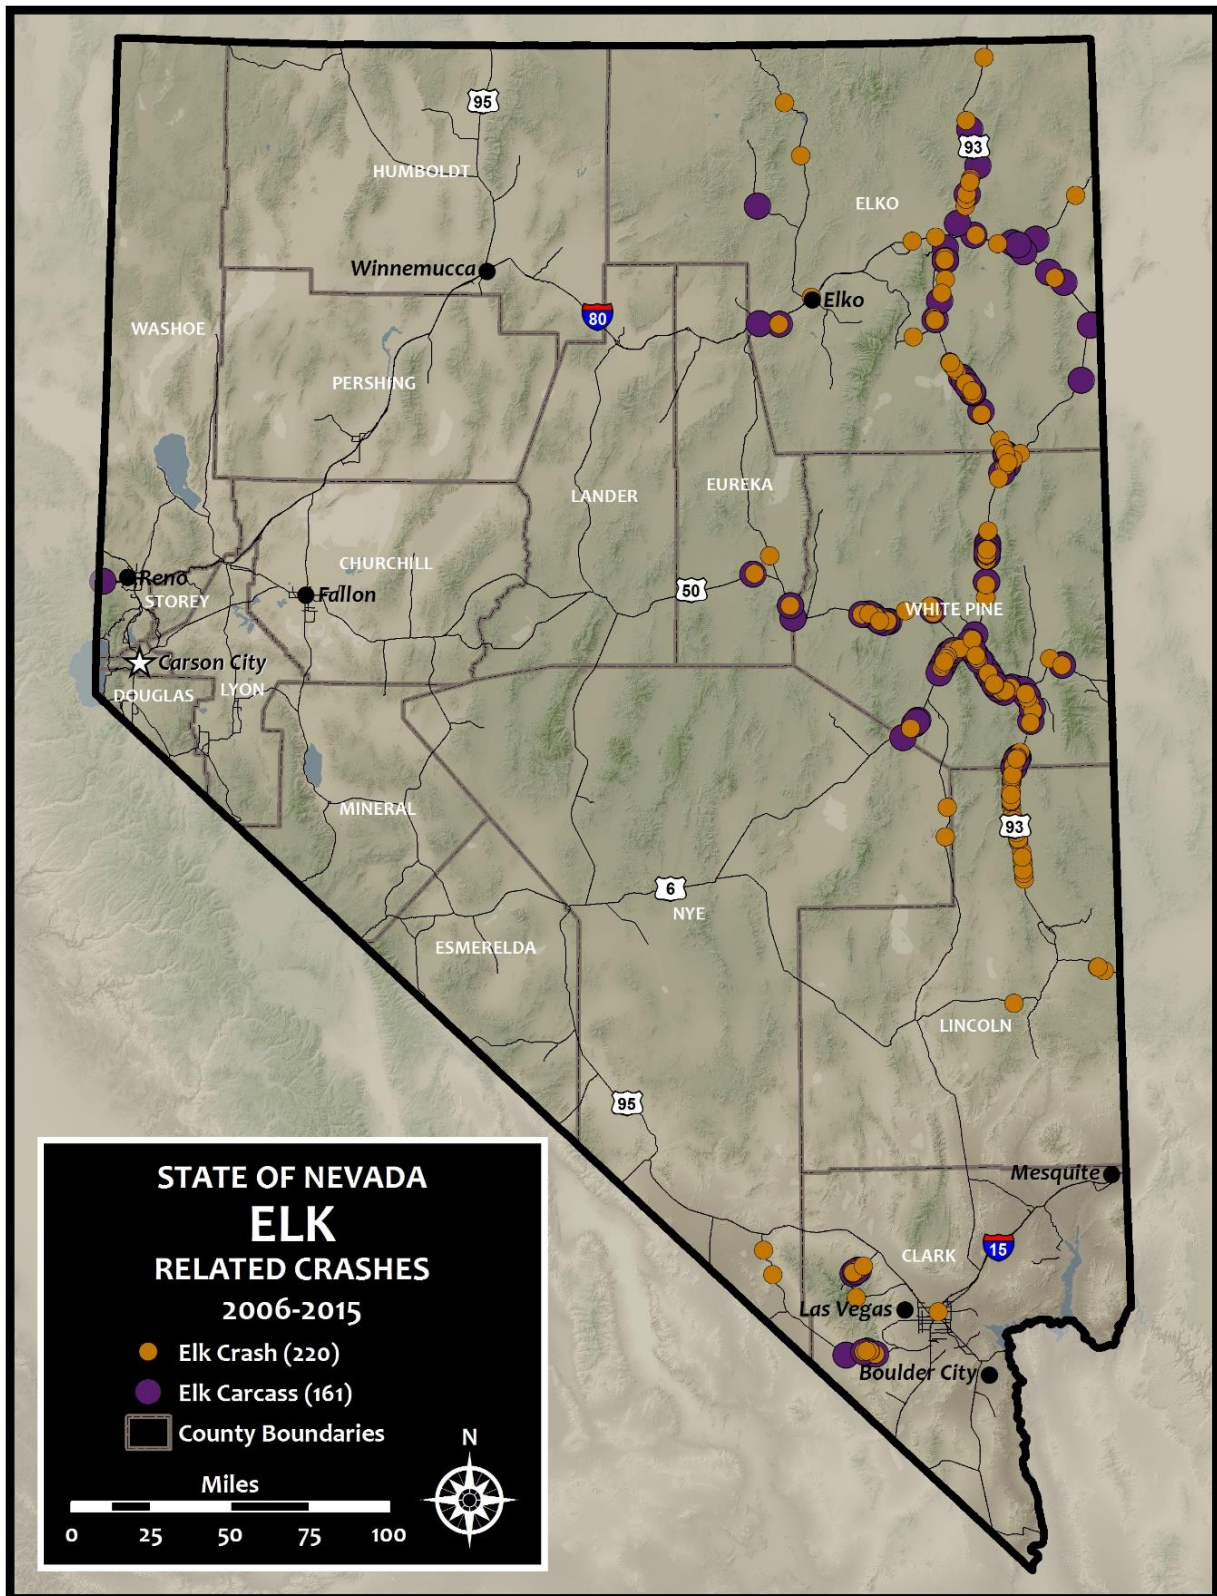 95
HUMBOLDT
93
ELKO
Winnemucca
Elko
80
WASHOE
PERSHING
LANDER
EUREKA
CHURCHILL
Reno
STOREY
Fallon
50
WHITE PINE
Carson City
DOUGLAS
LYON
MINERAL
93
6
NYE
ESMERELDA
LINCOLN
95
Mesquite
CLARK
15
Las Vegas
Boulder City
STATE OF NEVADA
ELK
RELATED CRASHES
2006-2015
Elk Crash (220)
Elk Carcass (161)
County Boundaries
N
Miles
0 25 50 75 100